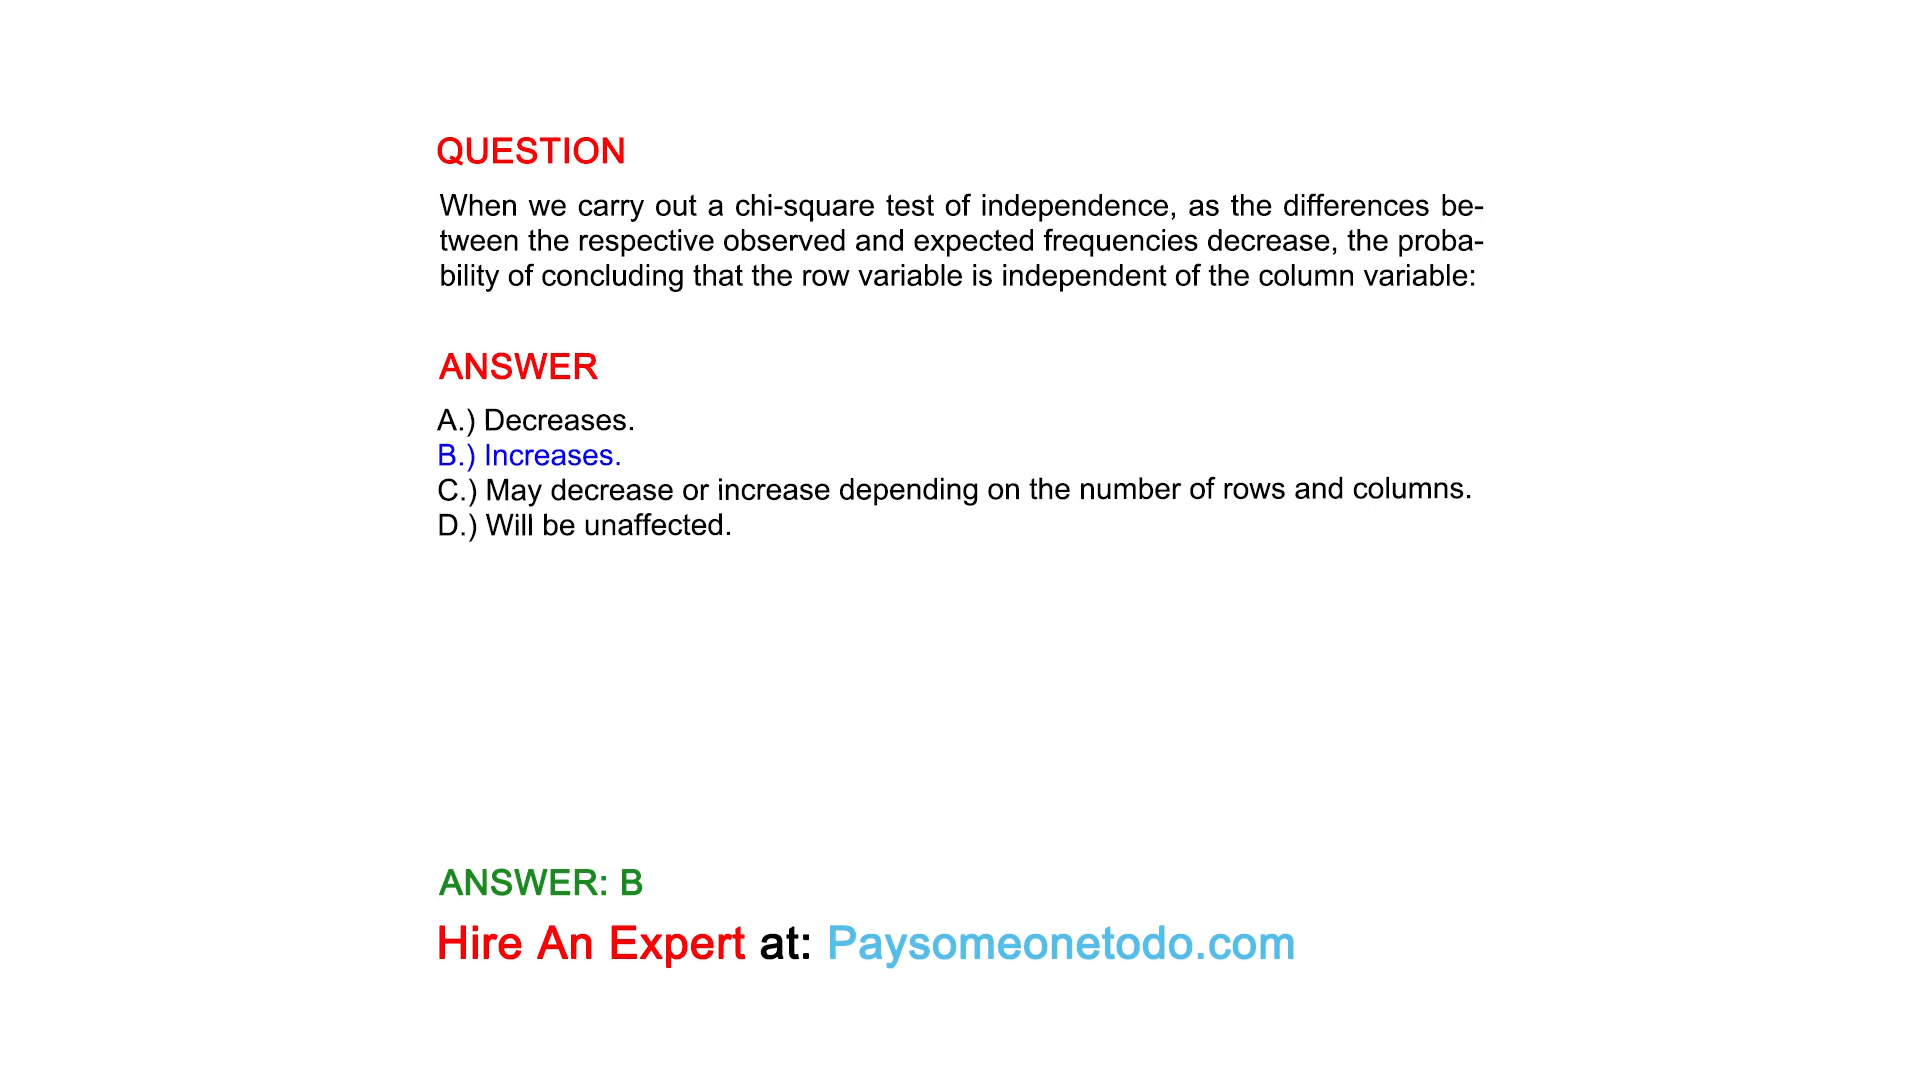 QUESTION
When we carry out a chi-square test of independence, as the differences be-
tween the respective observed and expected frequencies decrease, the proba-
bility of concluding that the row variable is independent of the column variable:
ANSWER
A.) Decreases.
B.) Increases.
C.) May decrease or increase depending on the number of rows and columns.
D.) Will be unaffected.
ANSWER: B
Hire An Expert at: Paysomeonetodo.com